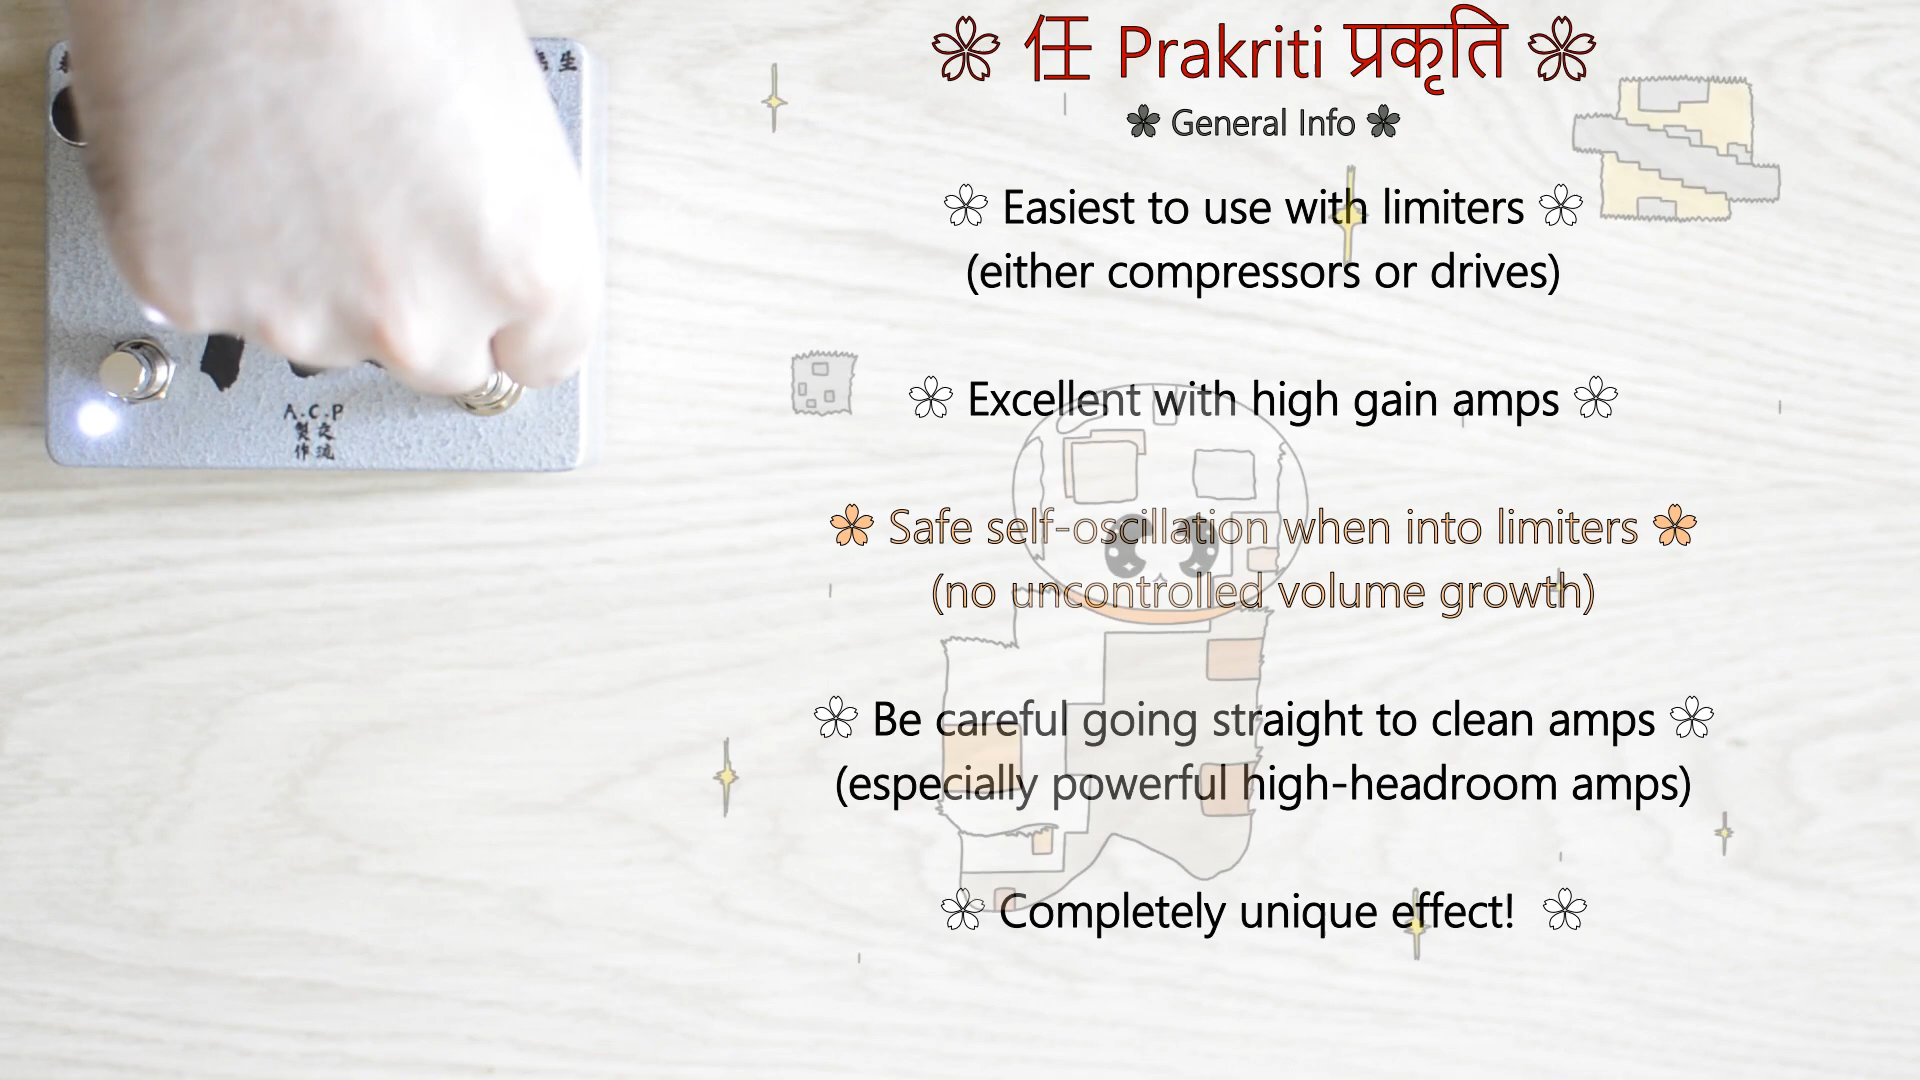 任 Prakriti प्रकृति
General Info
Easiest to use with limiters
(either compressors or drives)
Excellent with high gain amps
Safe self-oscillation when into limiters
(no uncontrolled volume growth)
Be careful going straight to clean amps
(especially powerful high-headroom amps)
Completely unique effect!
生
A.C.P
製
作
流